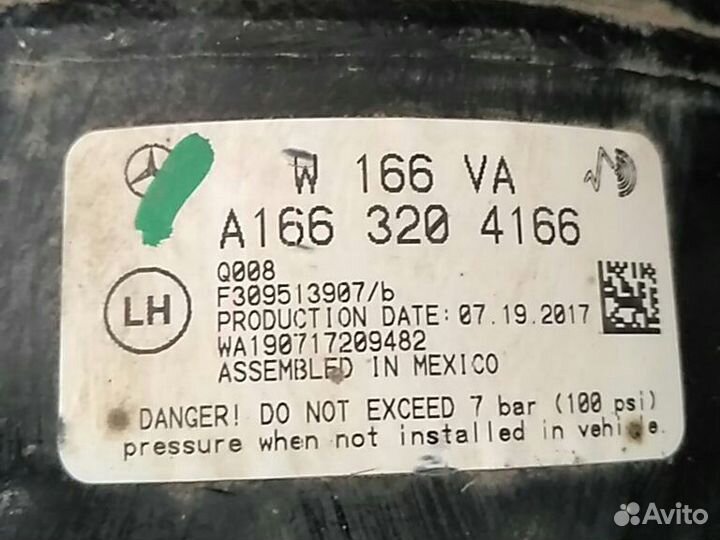 W 166 VA
A166 320 4166
Q008
F309513907/b
LH
PRODUCTION DATE: 07.19.2017
WA190717209482
ASSEMBLED IN MEXICO
DANGER! DO NOT EXCEED 7 bar (100 psi)
pressure when not installed in vehicle.
Avito